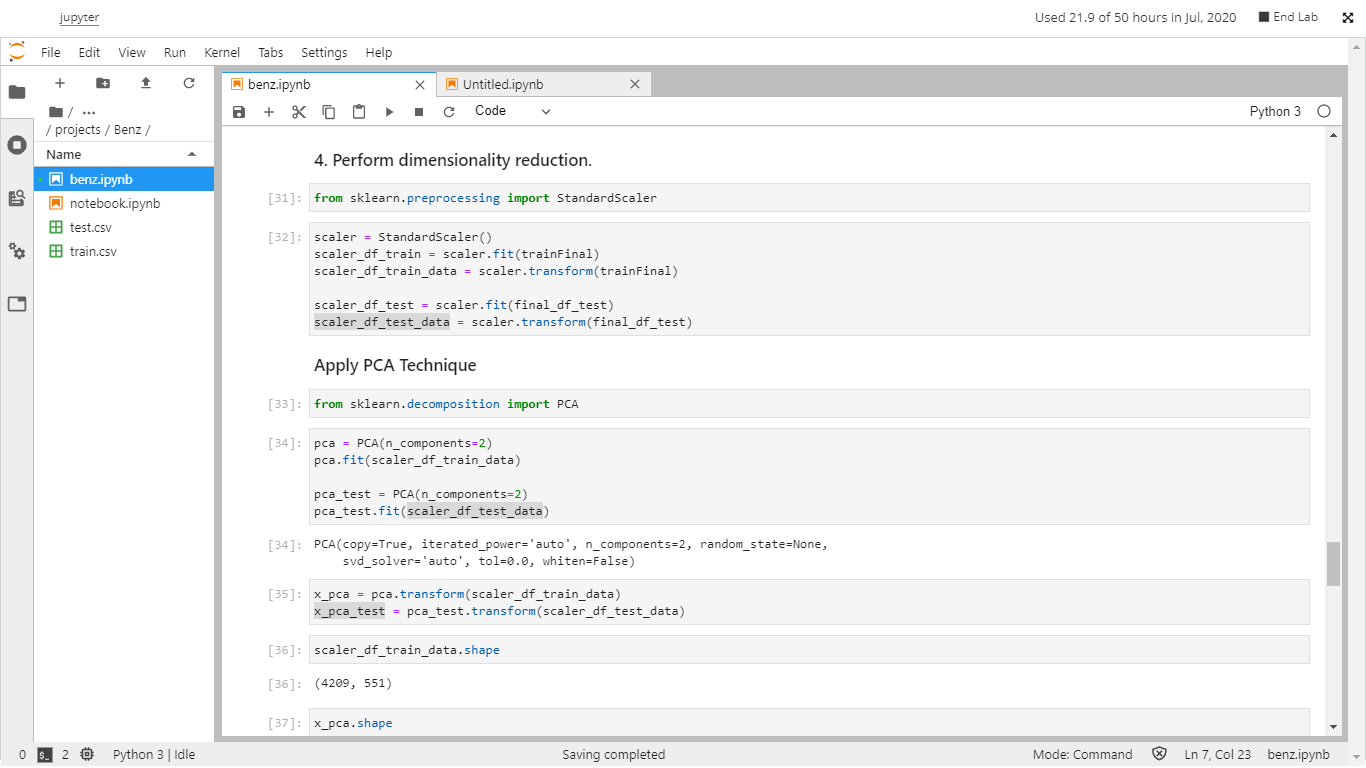 jupyter
Used 21.9 of 50 hours in Jul, 2020
End Lab
File Edit View Run Kernel Tabs Settings Help
benz.ipynb
Untitled.ipynb
Code
Python 3
/ ...
/ projects / Benz /
Name
benz.ipynb
notebook.ipynb
test.csv
train.csv
4. Perform dimensionality reduction.
[31]: from sklearn.preprocessing import StandardScaler
[32]: scaler = StandardScaler()
scaler_df_train = scaler.fit(trainFinal)
scaler_df_train_data = scaler.transform(trainFinal)
scaler_df_test = scaler.fit(final_df_test)
scaler_df_test_data = scaler.transform(final_df_test)
Apply PCA Technique
[33]: from sklearn.decomposition import PCA
[34]: pca = PCA(n_components=2)
pca.fit(scaler_df_train_data)
pca_test = PCA(n_components=2)
pca_test.fit(scaler_df_test_data)
[34]: PCA(copy=True, iterated_power='auto', n_components=2, random_state=None,
svd_solver='auto', tol=0.0, whiten=False)
[35]: x_pca = pca.transform(scaler_df_train_data)
x_pca_test = pca_test.transform(scaler_df_test_data)
[36]: scaler_df_train_data.shape
[36]: (4209, 551)
[37]: x_pca.shape
0 $_ 2 Python 3 | Idle
Saving completed
Mode: Command
Ln 7, Col 23
benz.ipynb